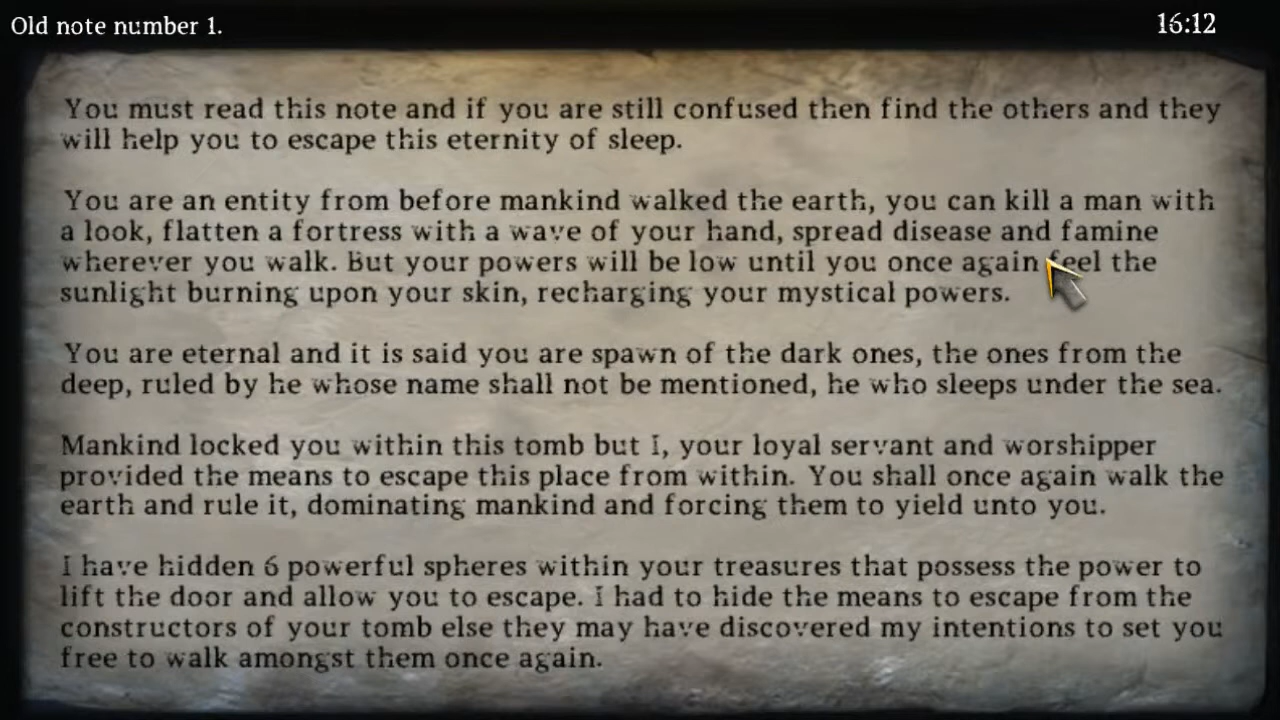 Old note number 1.
16:12
You must read this note and if you are still confused then find the others and they
will help you to escape this eternity of sleep.
You are an entity from before mankind walked the earth, you can kill a man with
a look, flatten a fortress with a wave of your hand, spread disease and famine
wherever you walk. But your powers will be low until you once again feel the
sunlight burning upon your skin, recharging your mystical powers.
You are eternal and it is said you are spawn of the dark ones, the ones from the
deep, ruled by he whose name shall not be mentioned, he who sleeps under the sea.
Mankind locked you within this tomb but I, your loyal servant and worshipper
provided the means to escape this place from within. You shall once again walk the
earth and rule it, dominating mankind and forcing them to yield unto you.
I have hidden 6 powerful spheres within your treasures that possess the power to
lift the door and allow you to escape. I had to hide the means to escape from the
constructors of your tomb else they may have discovered my intentions to set you
free to walk amongst them once again.